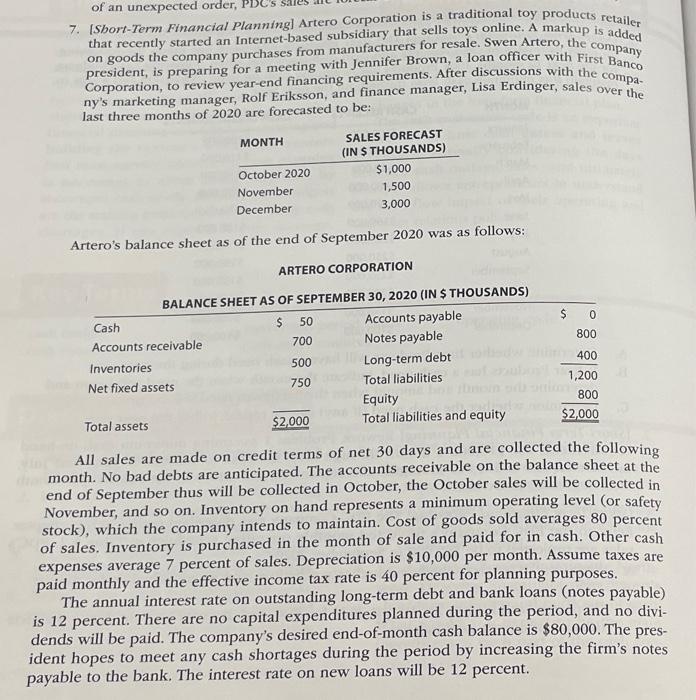 of an unexpected order, PDC's sales are
7. [Short-Term Financial Planning] Artero Corporation is a traditional toy products retailer
that recently started an Internet-based subsidiary that sells toys online. A markup is added
on goods the company purchases from manufacturers for resale. Swen Artero, the company
president, is preparing for a meeting with Jennifer Brown, a loan officer with First Banco
Corporation, to review year-end financing requirements. After discussions with the compa-
ny's marketing manager, Rolf Eriksson, and finance manager, Lisa Erdinger, sales over the
last three months of 2020 are forecasted to be:
MONTH SALES FORECAST
(IN $ THOUSANDS)
October 2020 $1,000
November 1,500
December 3,000
Artero's balance sheet as of the end of September 2020 was as follows:
ARTERO CORPORATION
BALANCE SHEET AS OF SEPTEMBER 30, 2020 (IN $ THOUSANDS)
Cash $ 50 Accounts payable $ 0
Accounts receivable 700 Notes payable 800
Inventories 500 Long-term debt 400
Net fixed assets 750 Total liabilities 1,200
Equity 800
Total assets $2,000 Total liabilities and equity $2,000
All sales are made on credit terms of net 30 days and are collected the following
month. No bad debts are anticipated. The accounts receivable on the balance sheet at the
end of September thus will be collected in October, the October sales will be collected in
November, and so on. Inventory on hand represents a minimum operating level (or safety
stock), which the company intends to maintain. Cost of goods sold averages 80 percent
of sales. Inventory is purchased in the month of sale and paid for in cash. Other cash
expenses average 7 percent of sales. Depreciation is $10,000 per month. Assume taxes are
paid monthly and the effective income tax rate is 40 percent for planning purposes.
The annual interest rate on outstanding long-term debt and bank loans (notes payable)
is 12 percent. There are no capital expenditures planned during the period, and no divi-
dends will be paid. The company's desired end-of-month cash balance is $80,000. The pres-
ident hopes to meet any cash shortages during the period by increasing the firm's notes
payable to the bank. The interest rate on new loans will be 12 percent.